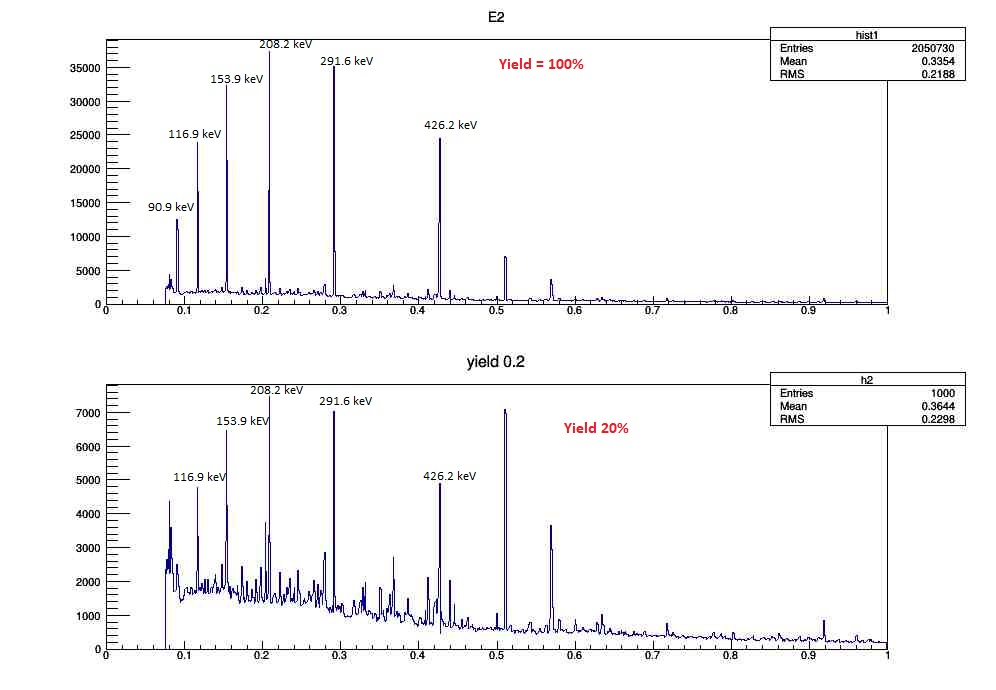 E2
hist1
Entries 2050730
Mean 0.3354
RMS 0.2188
Yield = 100%
208.2 keV
291.6 keV
153.9 keV
116.9 keV
426.2 keV
90.9 keV
35000
30000
25000
20000
15000
10000
5000
0
0 0.1 0.2 0.3 0.4 0.5 0.6 0.7 0.8 0.9 1
yield 0.2
h2
Entries 1000
Mean 0.3644
RMS 0.2298
Yield 20%
208.2 keV
291.6 keV
153.9 kEV
116.9 keV
426.2 keV
7000
6000
5000
4000
3000
2000
1000
0
0 0.1 0.2 0.3 0.4 0.5 0.6 0.7 0.8 0.9 1